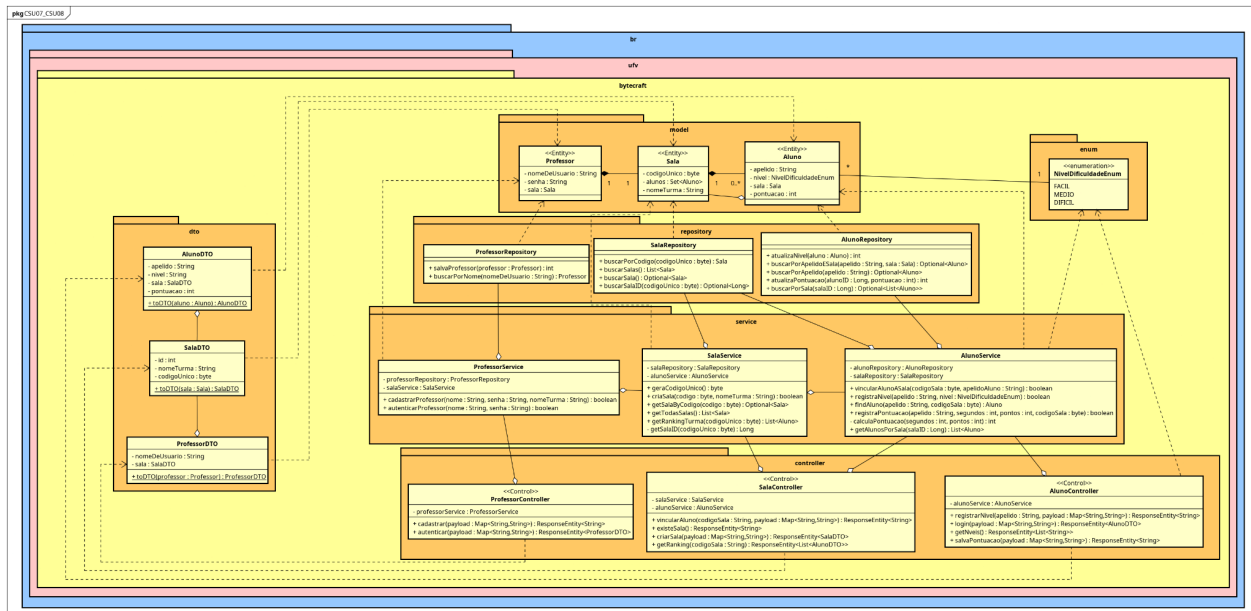 pkg CSU07_CSU08
br
ufv
bytecraft
model
<<Entity>>
Professor
- nomeDeUsuario : String
- senha : String
- sala : Sala
1
1
<<Entity>>
Sala
- codigoUnico : byte
- alunos : Set<Aluno>
- nomeTurma : String
1
0..*
<<Entity>>
Aluno
- apelido : String
- nivel : NivelDificuldadeEnum
- sala : Sala
- pontuacao : int
*
1
enum
<<enumeration>>
NivelDificuldadeEnum
FACIL
MEDIO
DIFICIL
dto
AlunoDTO
- apelido : String
- nivel : String
- sala : SalaDTO
- pontuacao : int
+ toDTO(aluno : Aluno) : AlunoDTO
SalaDTO
- id : int
- nomeTurma : String
- codigoUnico : byte
+ toDTO(sala : Sala) : SalaDTO
ProfessorDTO
- nomeDeUsuario : String
- sala : SalaDTO
+ toDTO(professor : Professor) : ProfessorDTO
repository
ProfessorRepository
+ salvaProfessor(professor : Professor) : int
+ buscarPorNome(nomeDeUsuario : String) : Professor
SalaRepository
+ buscarPorCodigo(codigoUnico : byte) : Sala
+ buscarSalas() : List<Sala>
+ buscarSala() : Optional<Sala>
+ buscarSalaID(codigoUnico : byte) : Optional<Long>
AlunoRepository
+ atualizaNivel(aluno : Aluno) : int
+ buscarPorApelidoESala(apelido : String, sala : Sala) : Optional<Aluno>
+ buscarPorApelido(apelido : String) : Optional<Aluno>
+ atualizaPontuacao(alunoID : Long, pontuacao : int) : int
+ buscarPorSala(salaID : Long) : Optional<List<Aluno>>
service
ProfessorService
- professorRepository : ProfessorRepository
- salaService : SalaService
+ cadastrarProfessor(nome : String, senha : String, nomeTurma : String) : boolean
+ autenticarProfessor(nome : String, senha : String) : boolean
SalaService
- salaRepository : SalaRepository
- alunoService : AlunoService
+ geraCodigoUnico() : byte
+ criaSala(codigo : byte, nomeTurma : String) : boolean
+ getSalaByCodigo(codigo : byte) : Optional<Sala>
+ getTodasSalas() : List<Sala>
+ getRankingTurma(codigoUnico : byte) : List<Aluno>
- getSalaID(codigoUnico : byte) : Long
AlunoService
- alunoRepository : AlunoRepository
- salaRepository : SalaRepository
+ vincularAlunoASala(codigoSala : byte, apelidoAluno : String) : boolean
+ registraNivel(apelido : String, nivel : NivelDificuldadeEnum) : boolean
+ findAluno(apelido : String, codigoSala : byte) : Aluno
+ registraPontuacao(apelido : String, segundos : int, pontos : int, codigoSala : byte) : boolean
- calculaPontuacao(segundos : int, pontos : int) : int
+ getAlunosPorSala(salaID : Long) : List<Aluno>
controller
<<Control>>
ProfessorController
- professorService : ProfessorService
+ cadastrar(payload : Map<String,String>) : ResponseEntity<String>
+ autenticar(payload : Map<String,String>) : ResponseEntity<ProfessorDTO>
<<Control>>
SalaController
- salaService : SalaService
- alunoService : AlunoService
+ vincularAluno(codigoSala : String, payload : Map<String,String>) : ResponseEntity<String>
+ existeSala() : ResponseEntity<String>
+ criarSala(payload : Map<String,String>) : ResponseEntity<SalaDTO>
+ getRanking(codigoSala : String) : ResponseEntity<List<AlunoDTO>>
<<Control>>
AlunoController
- alunoService : AlunoService
+ registrarNivel(apelido : String, payload : Map<String,String>) : ResponseEntity<String>
+ login(payload : Map<String,String>) : ResponseEntity<AlunoDTO>
+ getNveis() : ResponseEntity<List<String>>
+ salvaPontuacao(payload : Map<String,String>) : ResponseEntity<String>